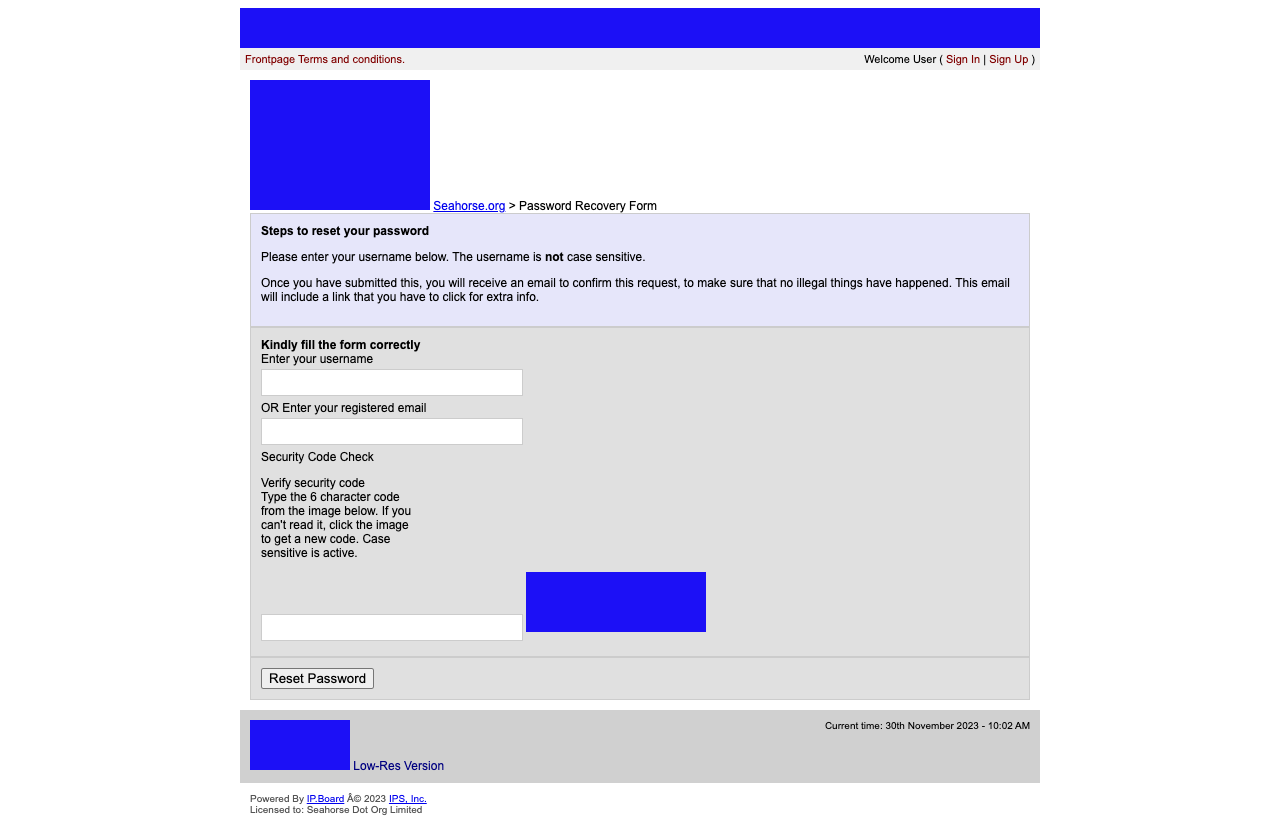 Frontpage Terms and conditions.
Welcome User ( Sign In | Sign Up )
Seahorse.org > Password Recovery Form
Steps to reset your password
Please enter your username below. The username is not case sensitive.
Once you have submitted this, you will receive an email to confirm this request, to make sure that no illegal things have happened. This email
will include a link that you have to click for extra info.
Kindly fill the form correctly
Enter your username
OR Enter your registered email
Security Code Check
Verify security code
Type the 6 character code
from the image below. If you
can't read it, click the image
to get a new code. Case
sensitive is active.
Reset Password
Current time: 30th November 2023 - 10:02 AM
Low-Res Version
Powered By IP.Board Â© 2023 IPS, Inc.
Licensed to: Seahorse Dot Org Limited